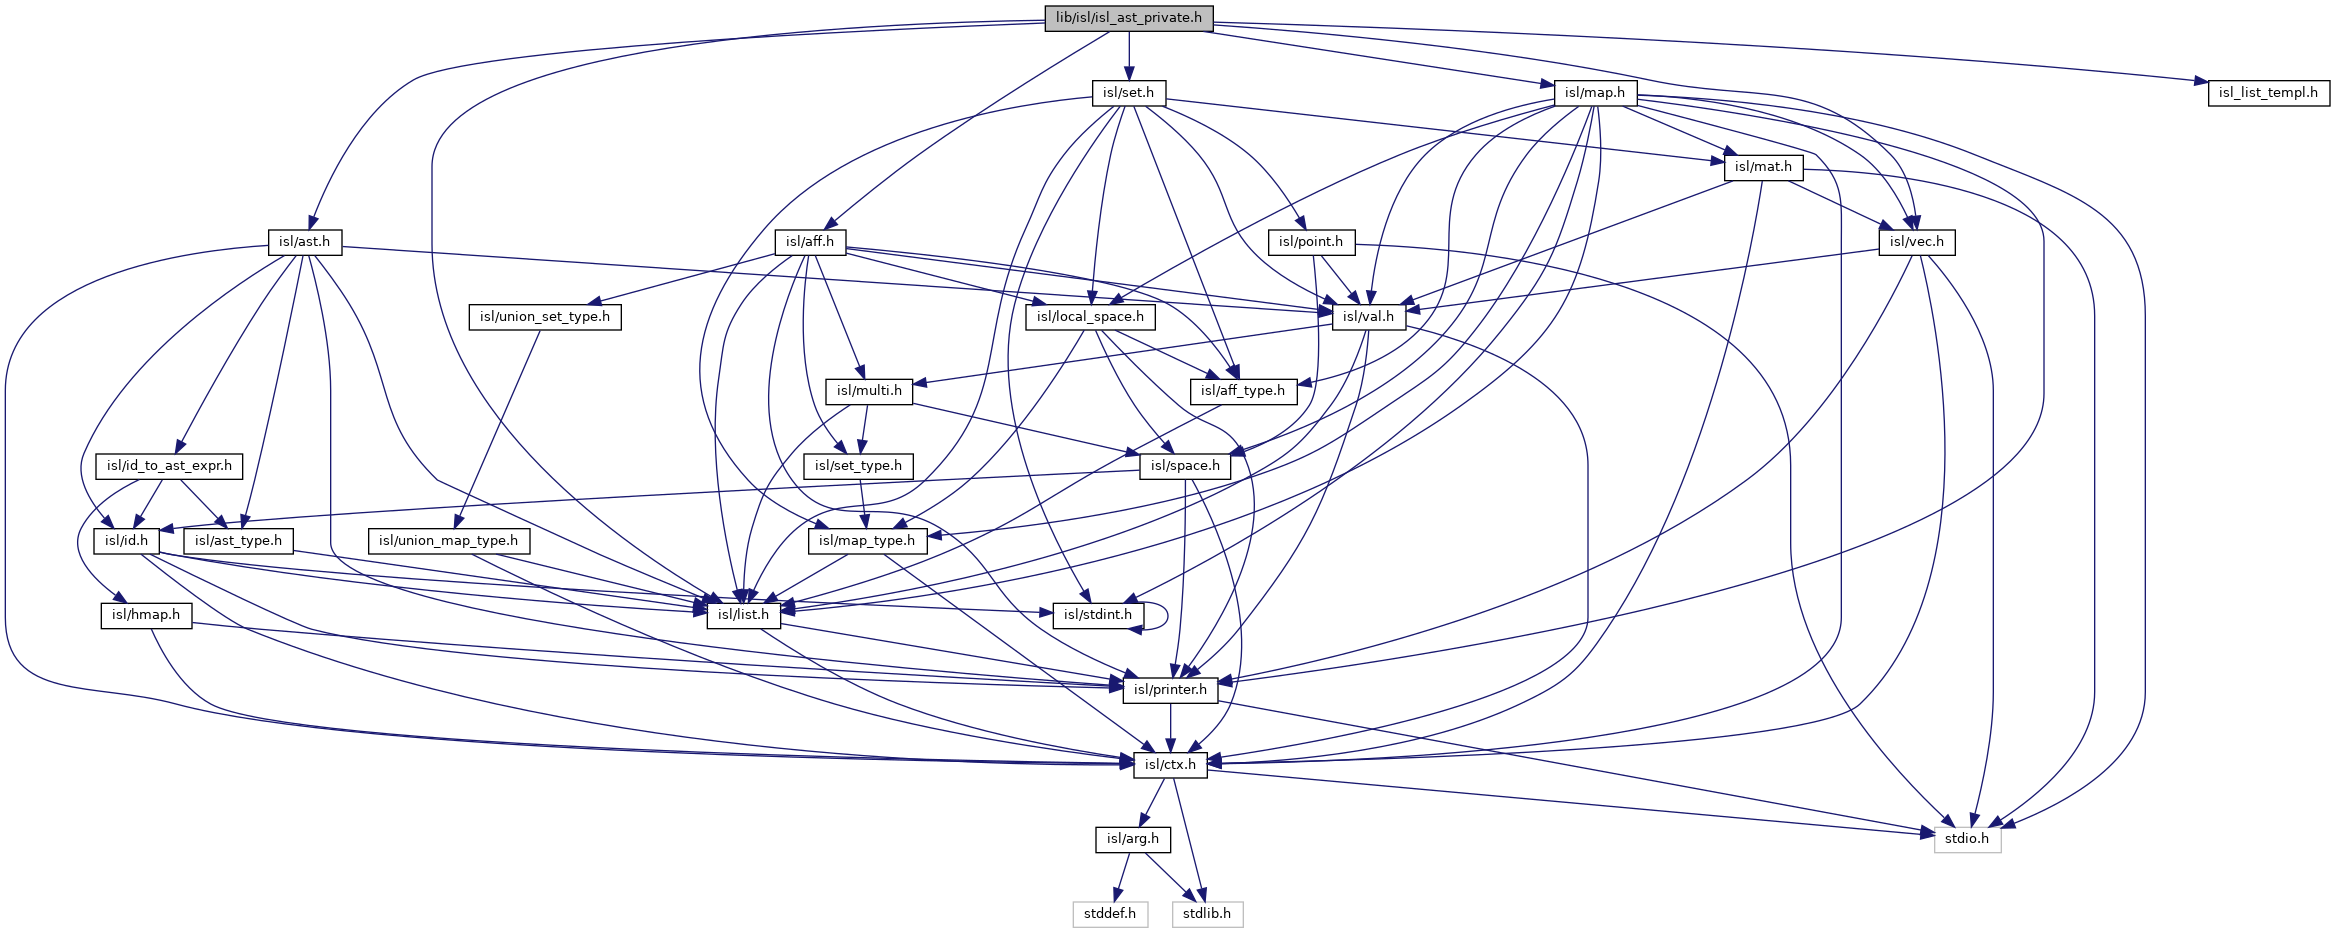 lib/isl/isl_ast_private.h
isl/set.h
isl/map.h
isl_list_templ.h
isl/mat.h
isl/ast.h
isl/aff.h
isl/point.h
isl/vec.h
isl/union_set_type.h
isl/local_space.h
isl/val.h
isl/multi.h
isl/aff_type.h
isl/id_to_ast_expr.h
isl/set_type.h
isl/space.h
isl/id.h
isl/ast_type.h
isl/union_map_type.h
isl/map_type.h
isl/hmap.h
isl/list.h
isl/stdint.h
isl/printer.h
isl/ctx.h
isl/arg.h
stdio.h
stddef.h
stdlib.h